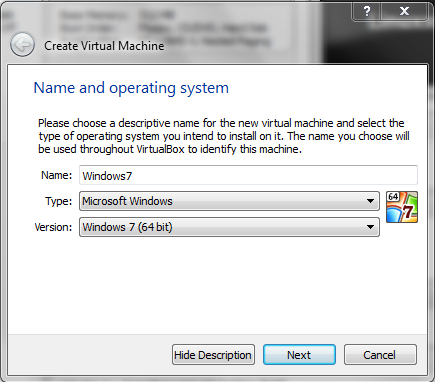 ?
Create Virtual Machine
Name and operating system
Please choose a descriptive name for the new virtual machine and select the
type of operating system you intend to install on it. The name you choose will
be used throughout VirtualBox to identify this machine.
Name: Windows7
Type: Microsoft Windows
64
7
Version: Windows 7 (64 bit)
Hide Description Next Cancel